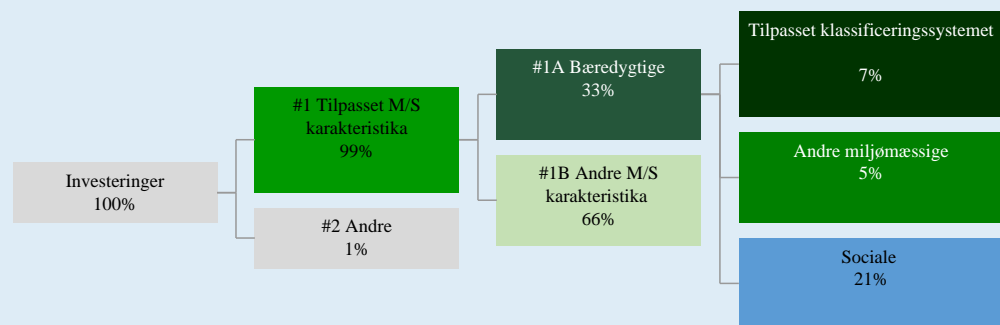 Investeringer
100%
#1 Tilpasset M/S
karakteristika
99%
#2 Andre
1%
#1A Bæredygtige
33%
#1B Andre M/S
karakteristika
66%
Tilpasset klassificeringssystemet
7%
Andre miljømæssige
5%
Sociale
21%